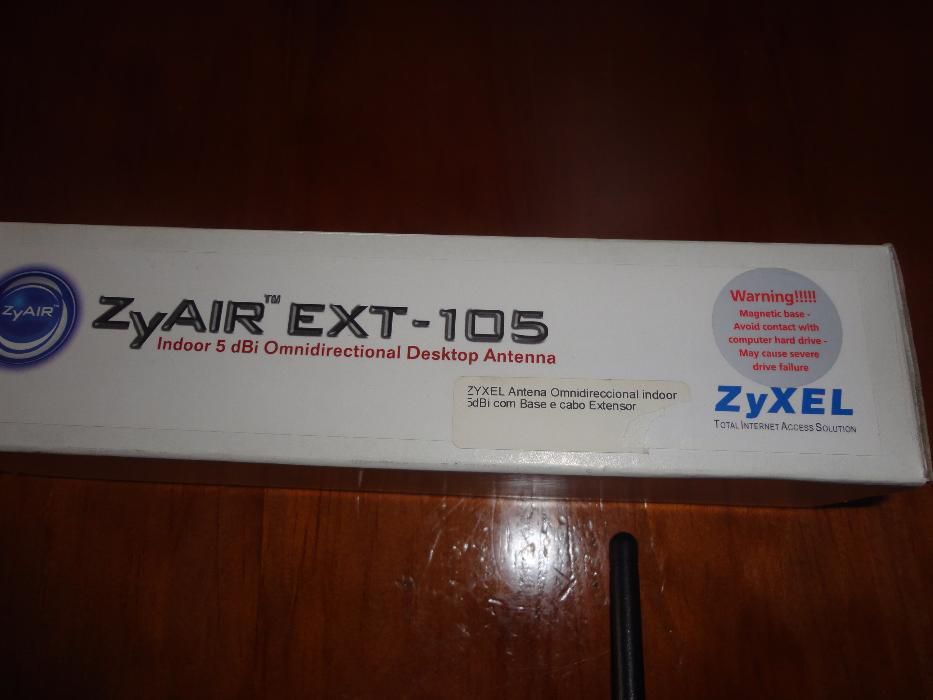 ZyAIR™
ZyAIR™ EXT-105
Indoor 5 dBi Omnidirectional Desktop Antenna
ZYXEL Antena Omnidireccional indoor
5dBi com Base e cabo Extensor
Warning!!!!!
Magnetic base -
Avoid contact with
computer hard drive -
May cause severe
drive failure
ZyXEL
TOTAL INTERNET ACCESS SOLUTION